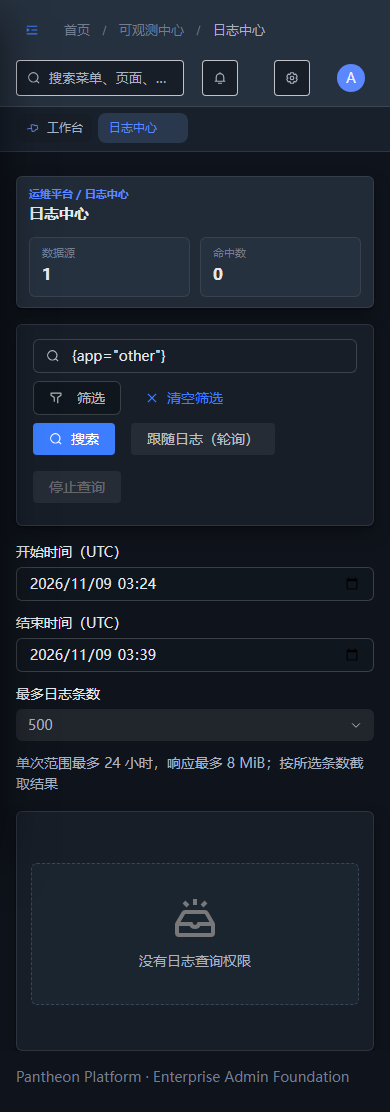 首页 / 可观测中心 / 日志中心
搜索菜单、页面、...
A
工作台
日志中心
运维平台 / 日志中心
日志中心
数据源
1
命中数
0
{app="other"}
筛选
清空筛选
搜索
跟随日志（轮询）
停止查询
开始时间（UTC）
2026/11/09 03:24
结束时间（UTC）
2026/11/09 03:39
最多日志条数
500
单次范围最多 24 小时，响应最多 8 MiB；按所选条数截
取结果
没有日志查询权限
Pantheon Platform · Enterprise Admin Foundation